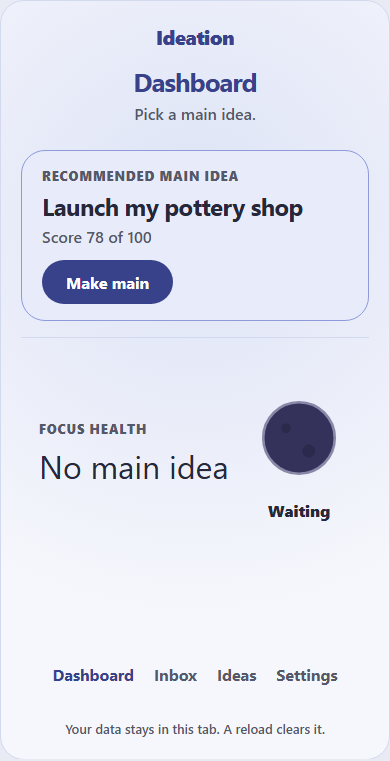 Ideation
Dashboard
Pick a main idea.
RECOMMENDED MAIN IDEA
Launch my pottery shop
Score 78 of 100
Make main
FOCUS HEALTH
No main idea
Waiting
Dashboard Inbox Ideas Settings
Your data stays in this tab. A reload clears it.